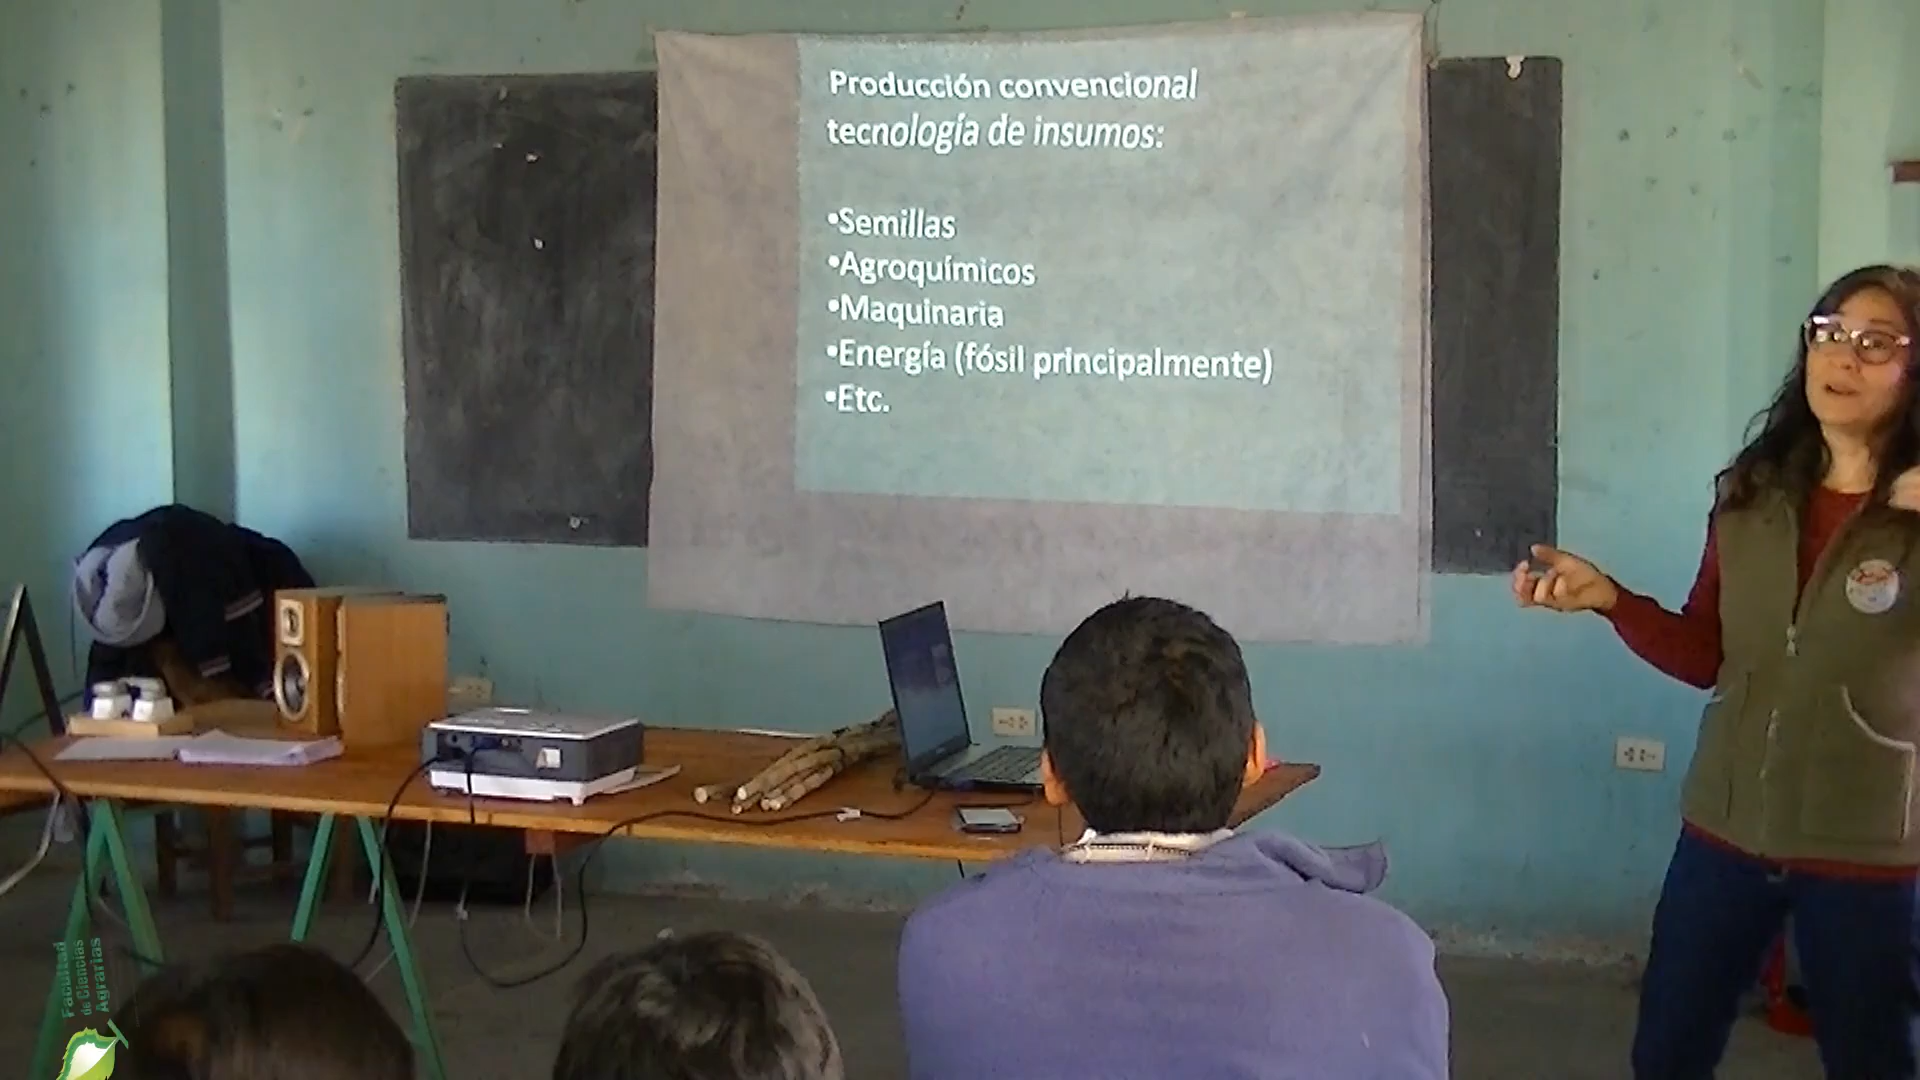 Producción convencional
tecnología de insumos:
•Semillas
•Agroquímicos
•Maquinaria
•Energía (fósil principalmente)
•Etc.
Facultad
de Ciencias
Agrarias